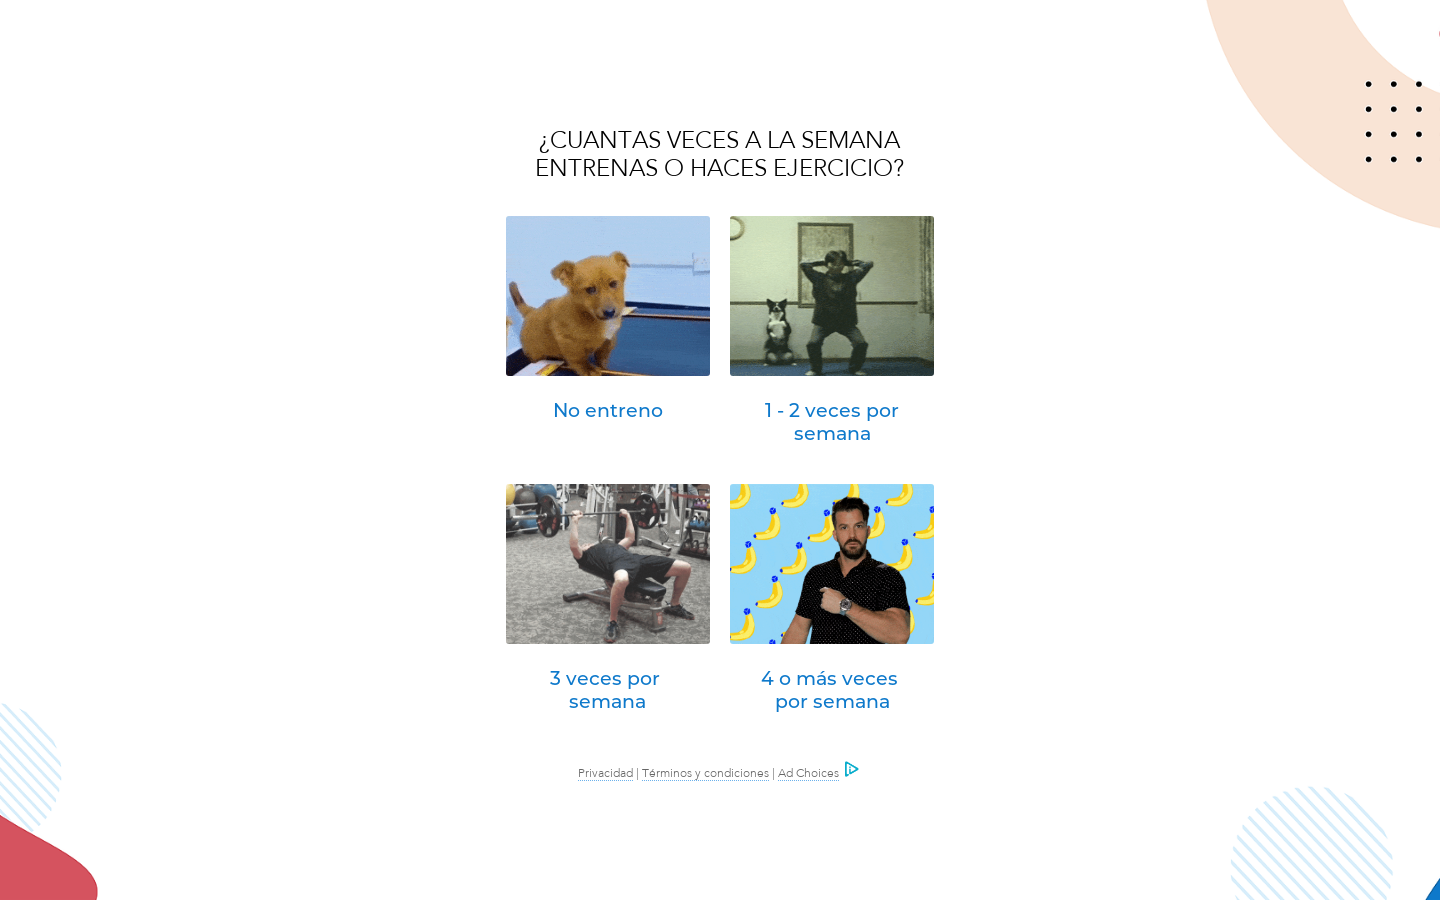 ¿CUANTAS VECES A LA SEMANA
ENTRENAS O HACES EJERCICIO?
No entreno
1 - 2 veces por
semana
3 veces por
semana
4 o más veces
por semana
Privacidad | Términos y condiciones | Ad Choices